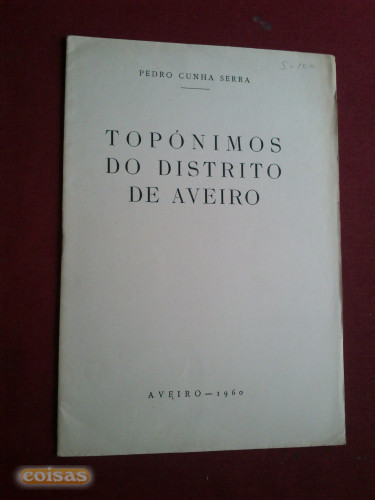 PEDRO CUNHA SERRA
TOPÓNIMOS
DO DISTRITO
DE AVEIRO
AVEIRO — 1960
coisas